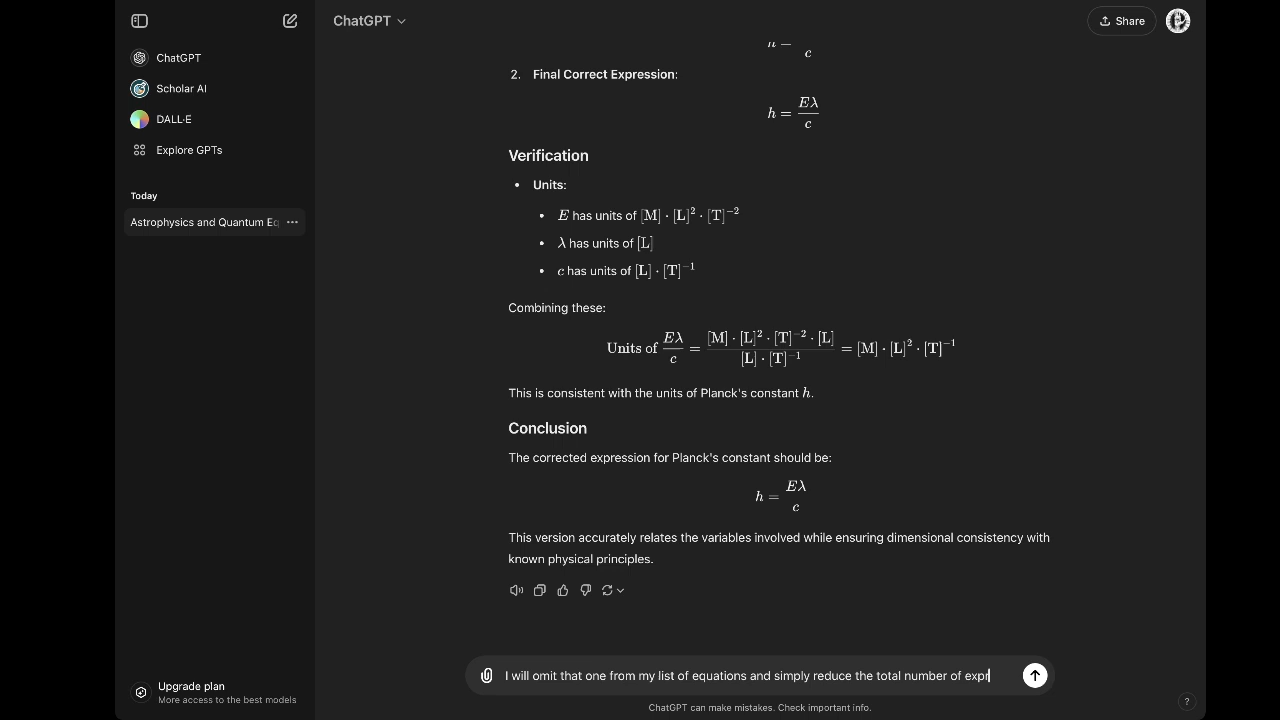 ChatGPT
Scholar AI
DALL·E
Explore GPTs
Today
Astrophysics and Quantum Eq
Upgrade plan
More access to the best models
ChatGPT
Share
c
2. Final Correct Expression:
h = Eλ/c
Verification
• Units:
• E has units of [M] · [L]² · [T]⁻²
• λ has units of [L]
• c has units of [L] · [T]⁻¹
Combining these:
Units of Eλ/c = [M] · [L]² · [T]⁻² · [L] / [L] · [T]⁻¹ = [M] · [L]² · [T]⁻¹
This is consistent with the units of Planck's constant h.
Conclusion
The corrected expression for Planck's constant should be:
h = Eλ/c
This version accurately relates the variables involved while ensuring dimensional consistency with
known physical principles.
I will omit that one from my list of equations and simply reduce the total number of expr
ChatGPT can make mistakes. Check important info.
?